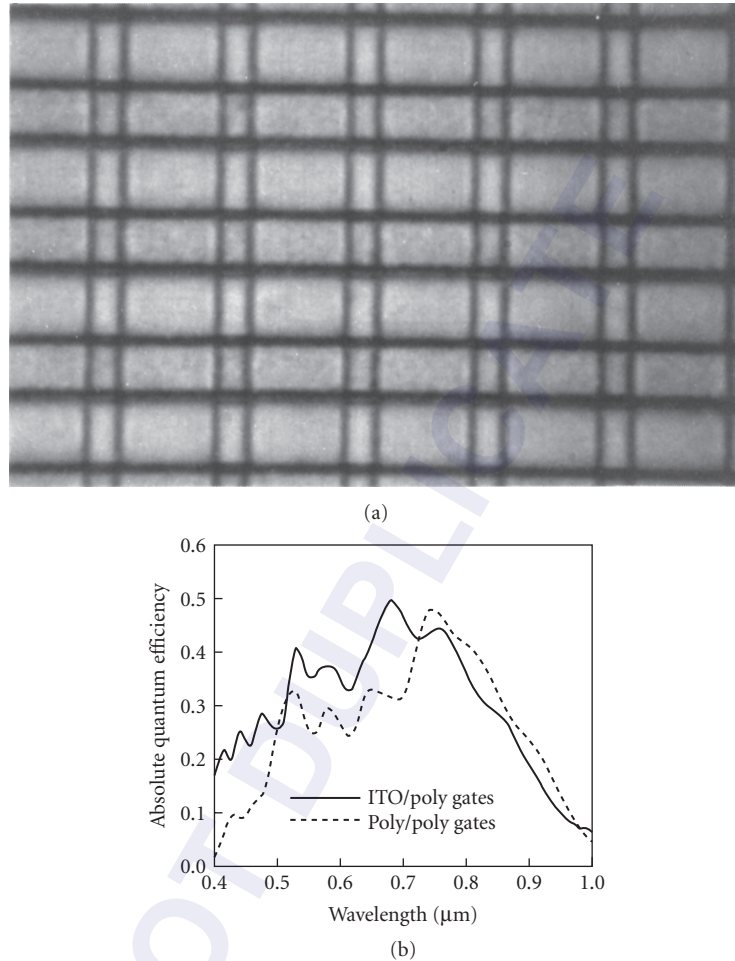 (a)
Absolute quantum efficiency
0.6
0.5
0.4
0.3
0.2
0.1
0.0
ITO/poly gates
Poly/poly gates
0.4 0.5 0.6 0.7 0.8 0.9 1.0
Wavelength (μm)
(b)
OT DUPLICATE